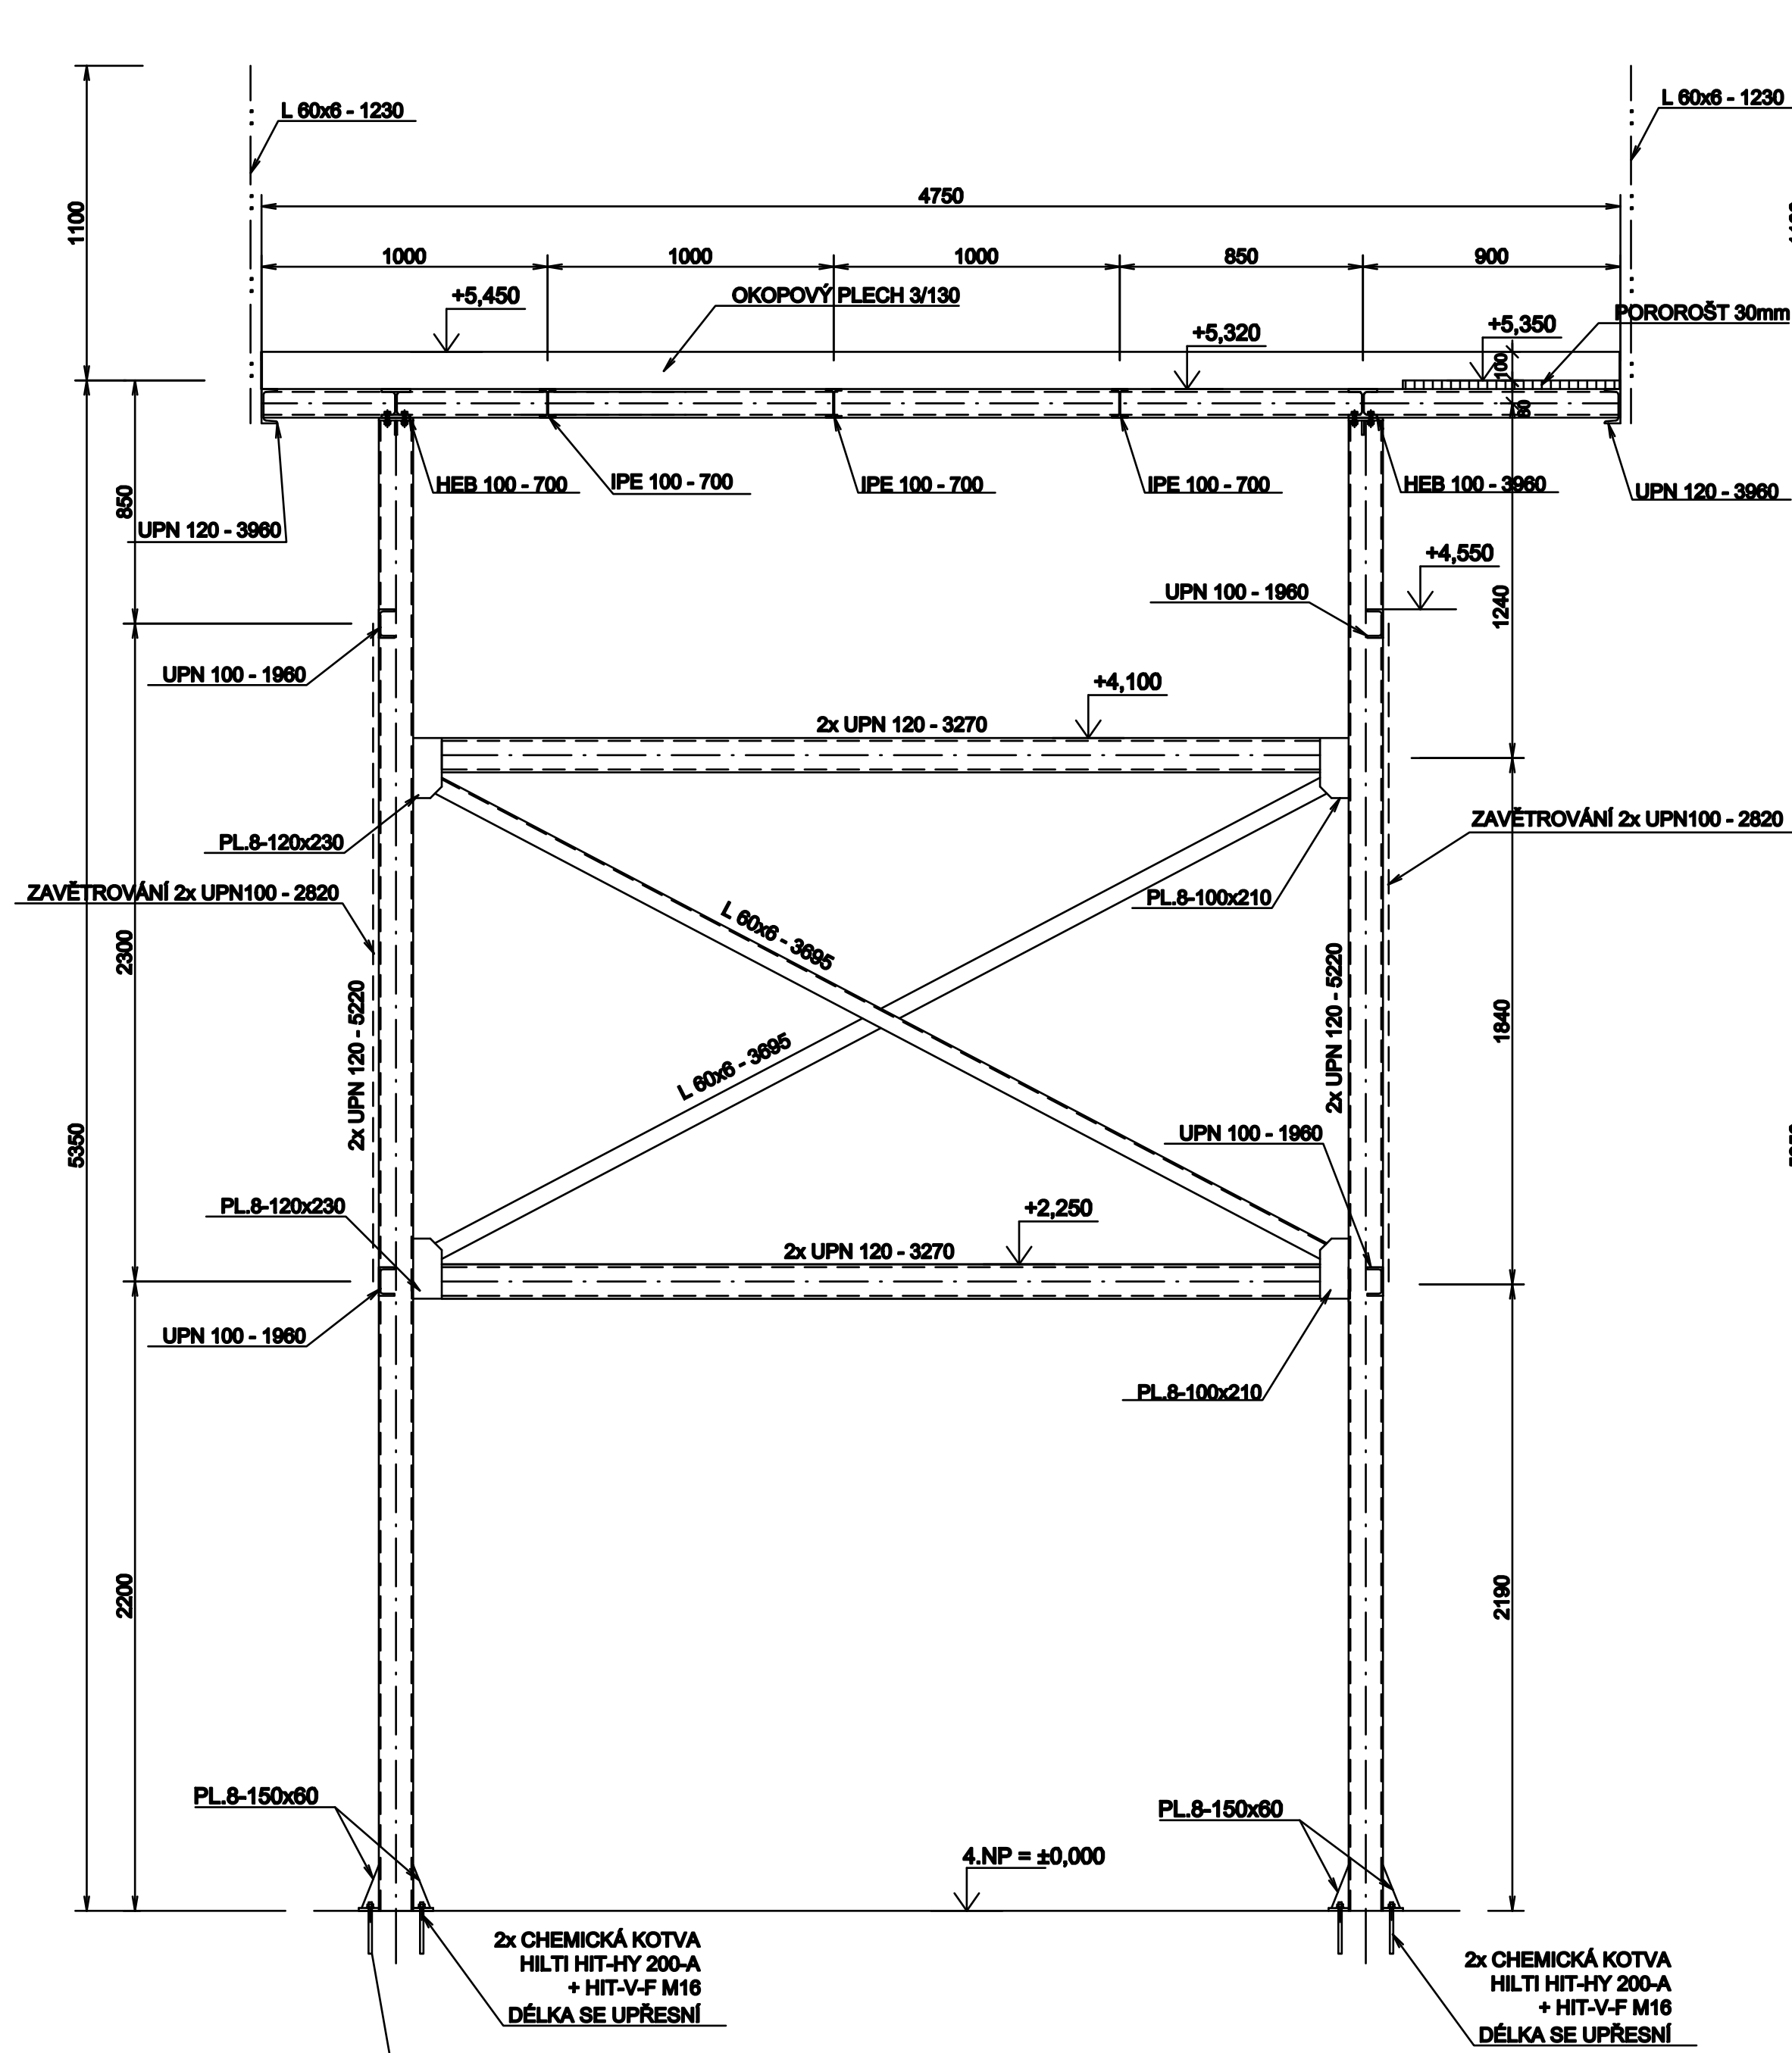 L 60x6 - 1230
L 60x6 - 1230
4750
1100
1000
1000
1000
850
900
OKOPOVÝ PLECH 3/130
+5,450
+5,320
+5,350
POROROŠT 30mm
100
60
HEB 100 - 700
IPE 100 - 700
IPE 100 - 700
IPE 100 - 700
HEB 100 - 3960
UPN 120 - 3960
850
UPN 120 - 3960
+4,550
UPN 100 - 1960
1240
UPN 100 - 1960
+4,100
2x UPN 120 - 3270
PL.8-120x230
ZAVĚTROVÁNÍ 2x UPN100 - 2820
ZAVĚTROVÁNÍ 2x UPN100 - 2820
PL.8-100x210
L 60x6 - 3695
2300
2x UPN 120 - 5220
2x UPN 120 - 5220
1840
L 60x6 - 3695
5350
UPN 100 - 1960
PL.8-120x230
+2,250
2x UPN 120 - 3270
UPN 100 - 1960
PL.8-100x210
2200
2190
PL.8-150x60
PL.8-150x60
4.NP = ±0,000
2x CHEMICKÁ KOTVA
HILTI HIT-HY 200-A
+ HIT-V-F M16
DÉLKA SE UPŘESNÍ
2x CHEMICKÁ KOTVA
HILTI HIT-HY 200-A
+ HIT-V-F M16
DÉLKA SE UPŘESNÍ